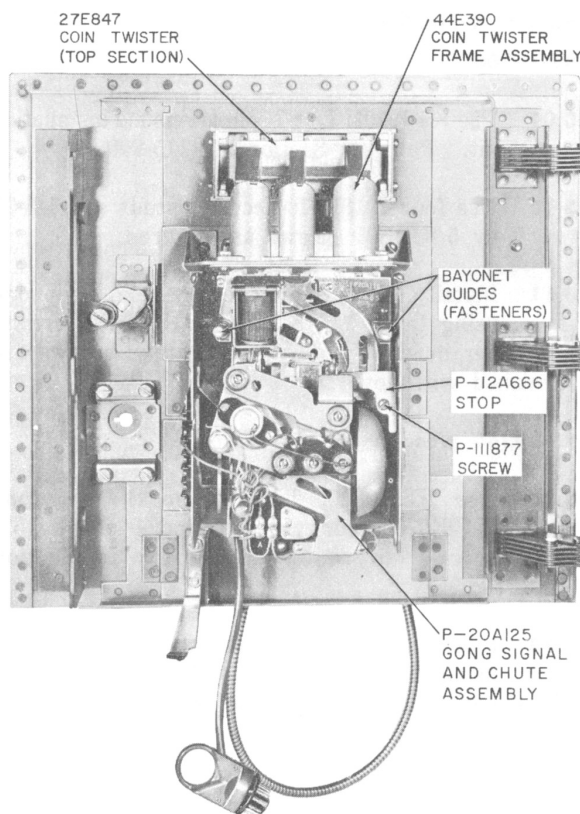 27E847
COIN TWISTER
(TOP SECTION)
44E390
COIN TWISTER
FRAME ASSEMBLY
BAYONET
GUIDES
(FASTENERS)
P-12A666
STOP
P-111877
SCREW
P-20A125
GONG SIGNAL
AND CHUTE
ASSEMBLY